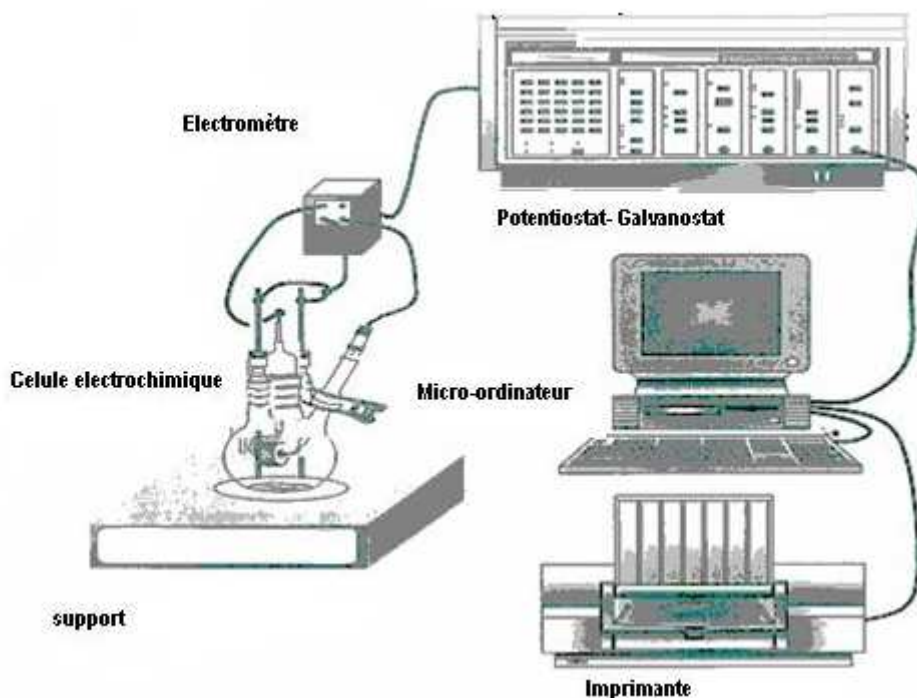 Electromètre
Potentiostat- Galvanostat
Celule electrochimique
Micro-ordinateur
support
Imprimante